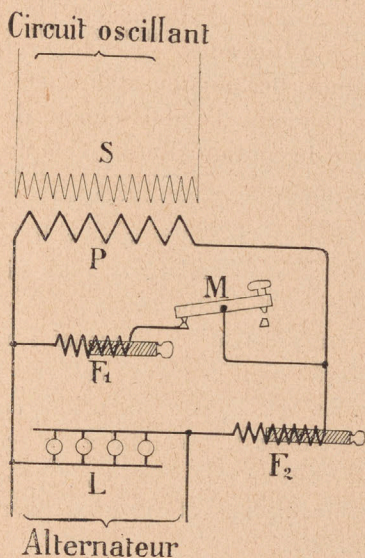 Circuit oscillant
S
P
M
F1
F2
L
Alternateur